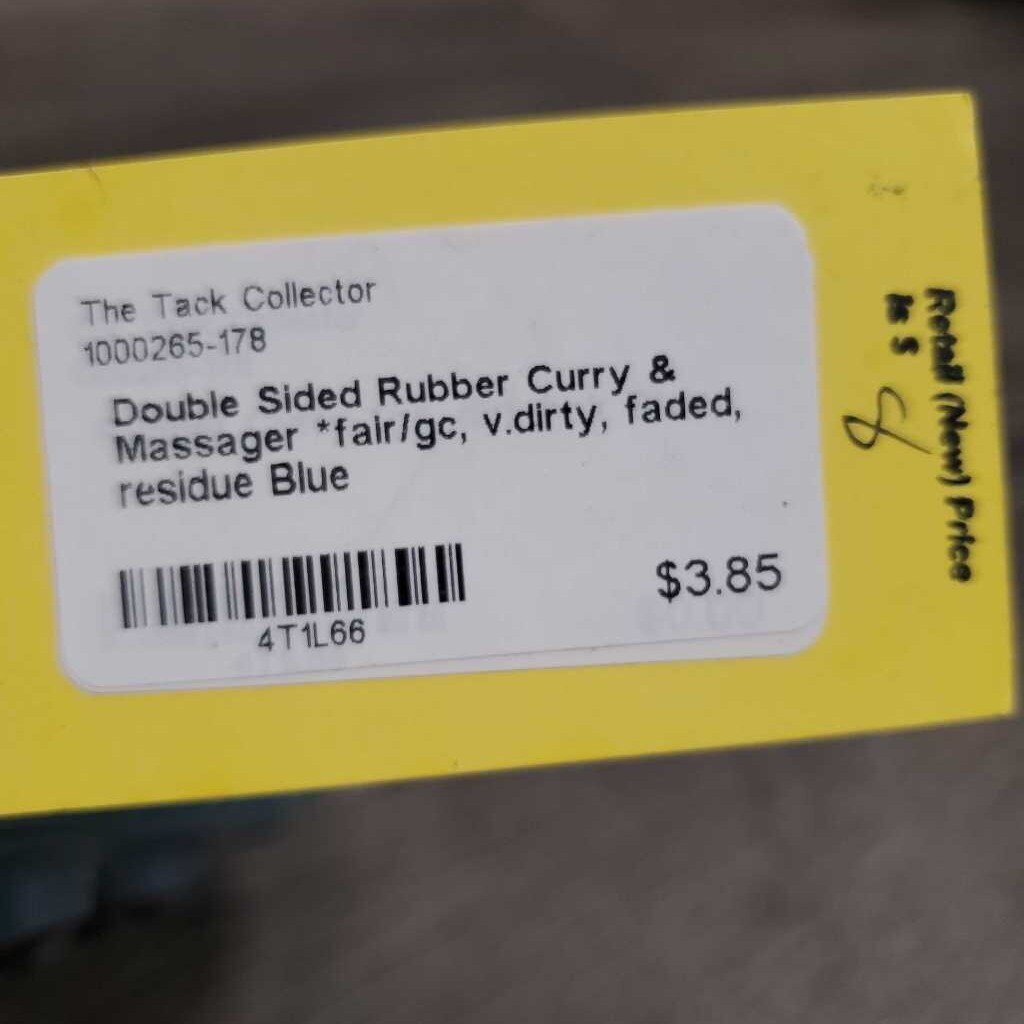 The Tack Collector
1000265-178
Double Sided Rubber Curry &
Massager *fair/gc, v.dirty, faded,
residue Blue
4T1L66
$3.85
Retail (New) Price
is $
8